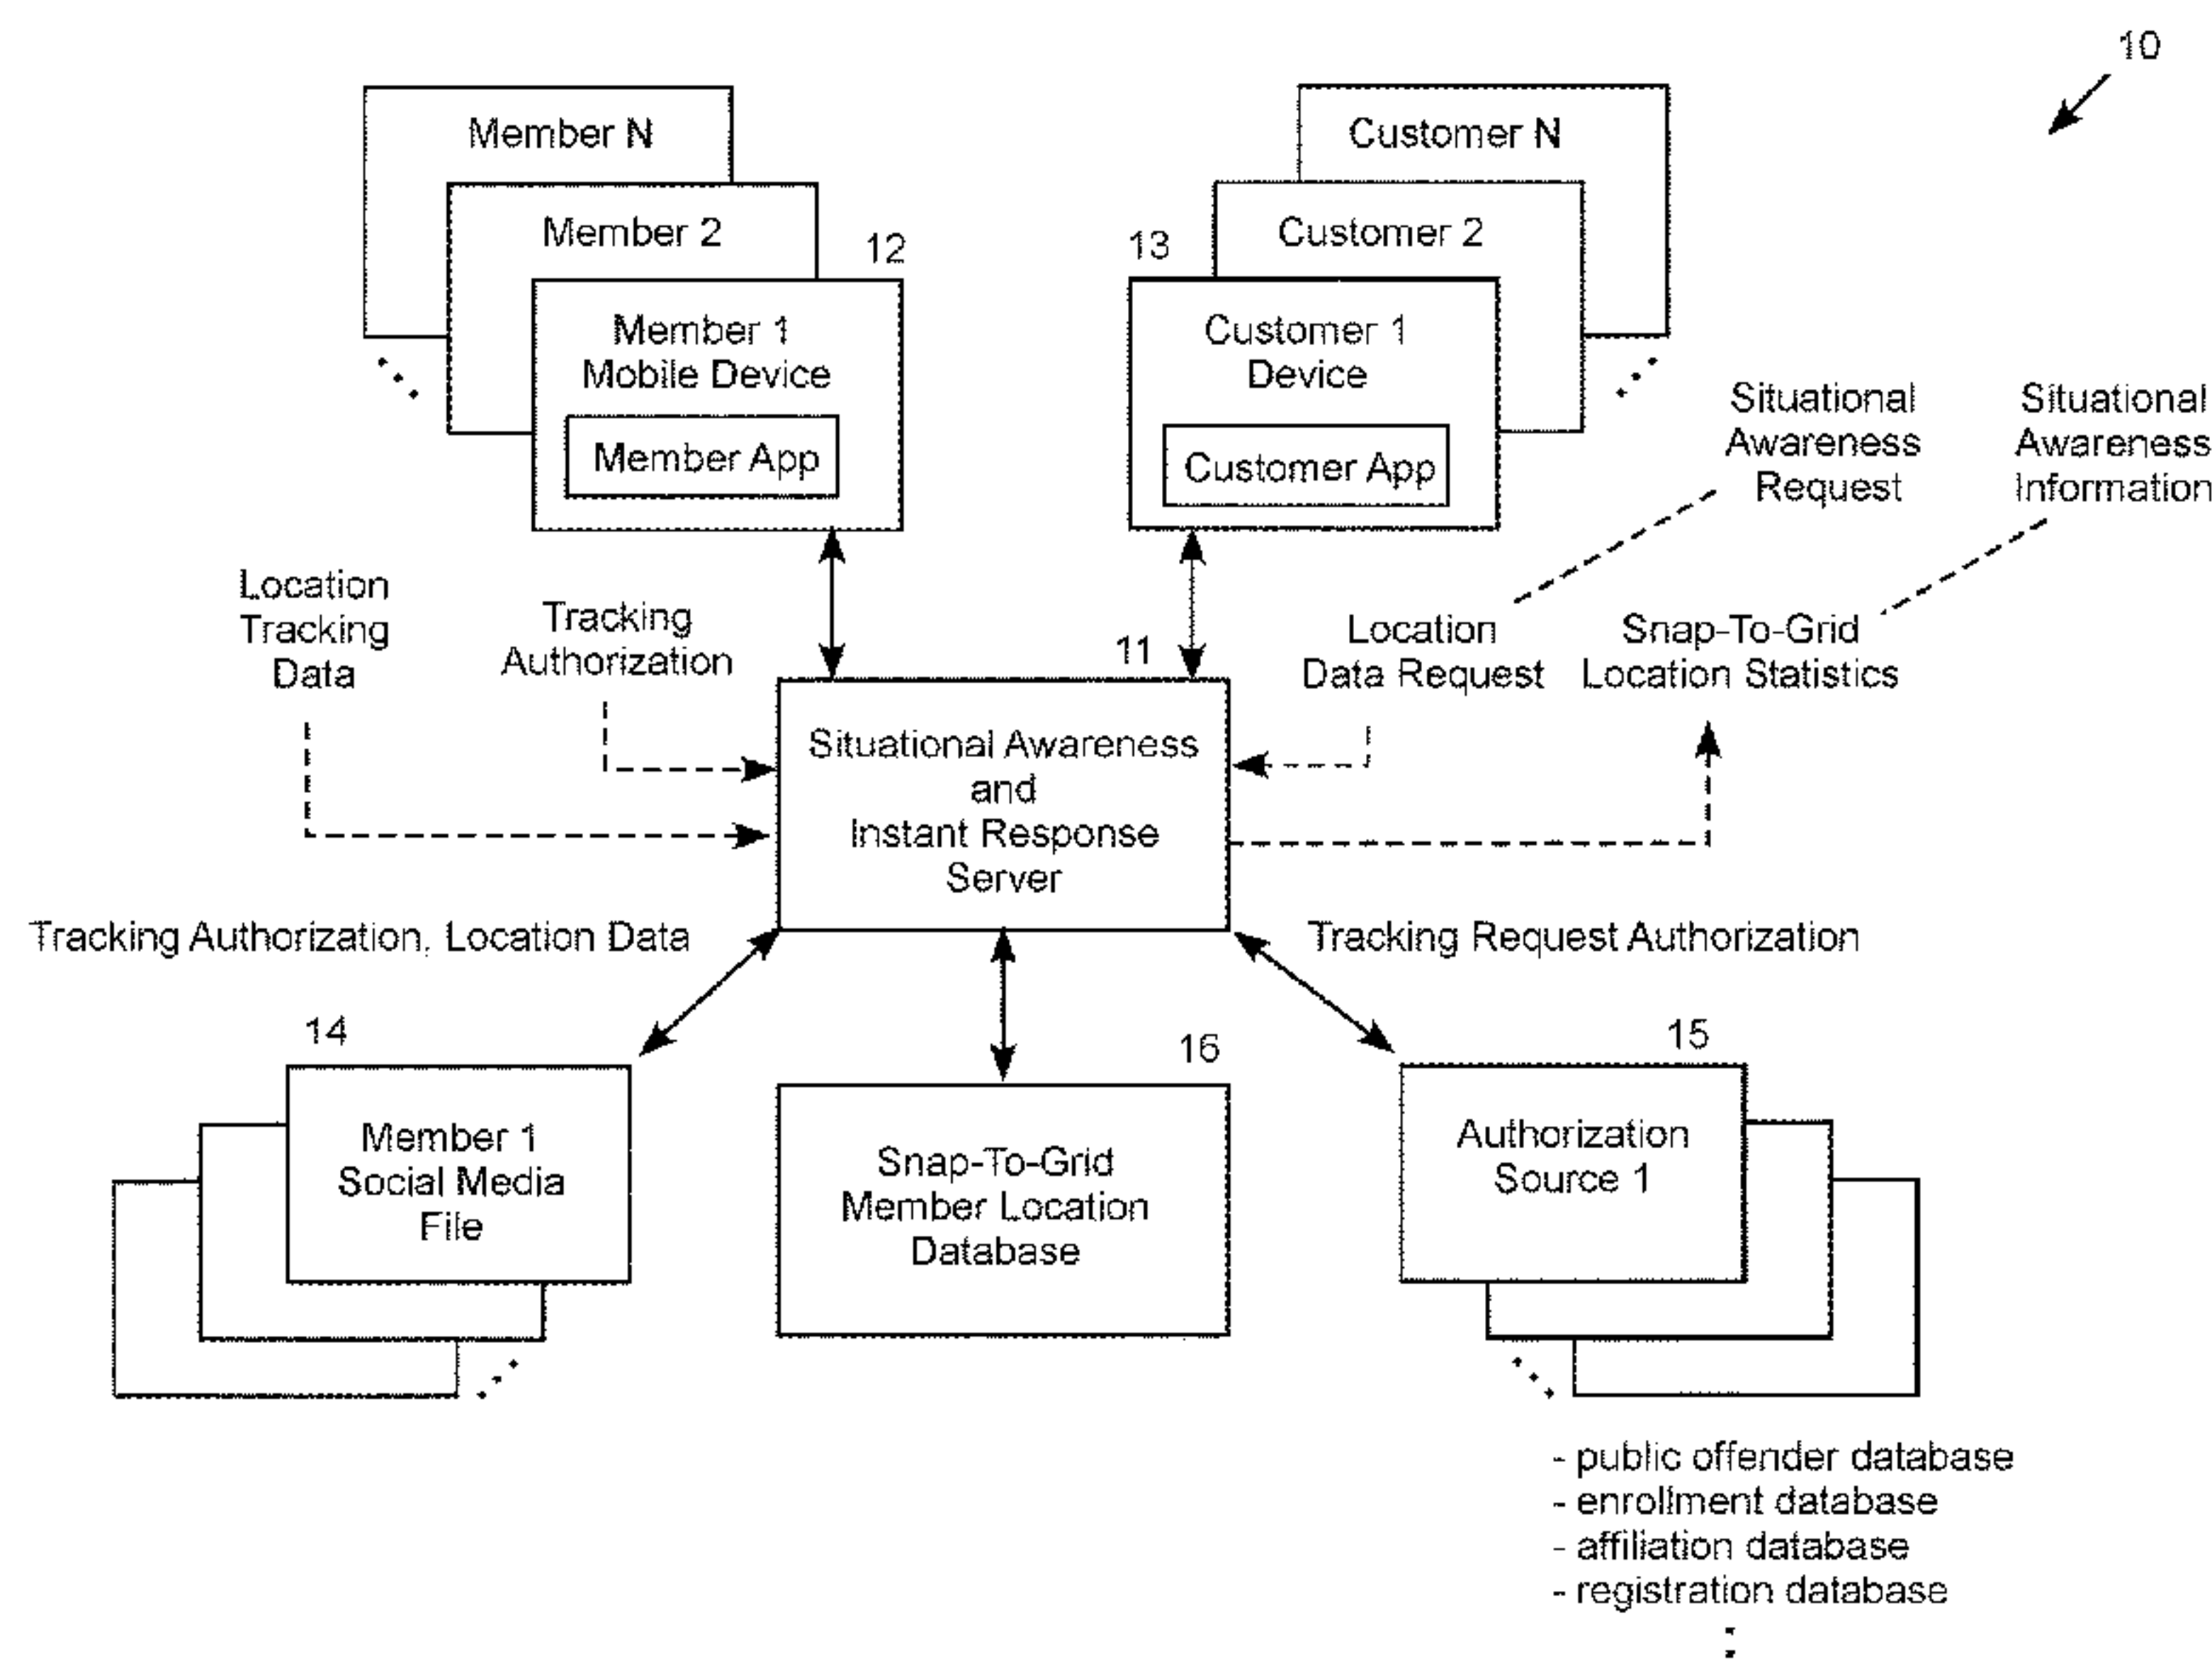 10
Member N
Member 2
12
Member 1
Mobile Device
Member App
Customer N
Customer 2
13
Customer 1
Device
Customer App
Situational
Awareness
Request
Situational
Awareness
Information
Location
Tracking
Data
Tracking
Authorization
11
Location
Data Request
Snap-To-Grid
Location Statistics
Situational Awareness
and
Instant Response
Server
Tracking Authorization, Location Data
Tracking Request Authorization
14
Member 1
Social Media
File
16
Snap-To-Grid
Member Location
Database
15
Authorization
Source 1
- public offender database
- enrollment database
- affiliation database
- registration database